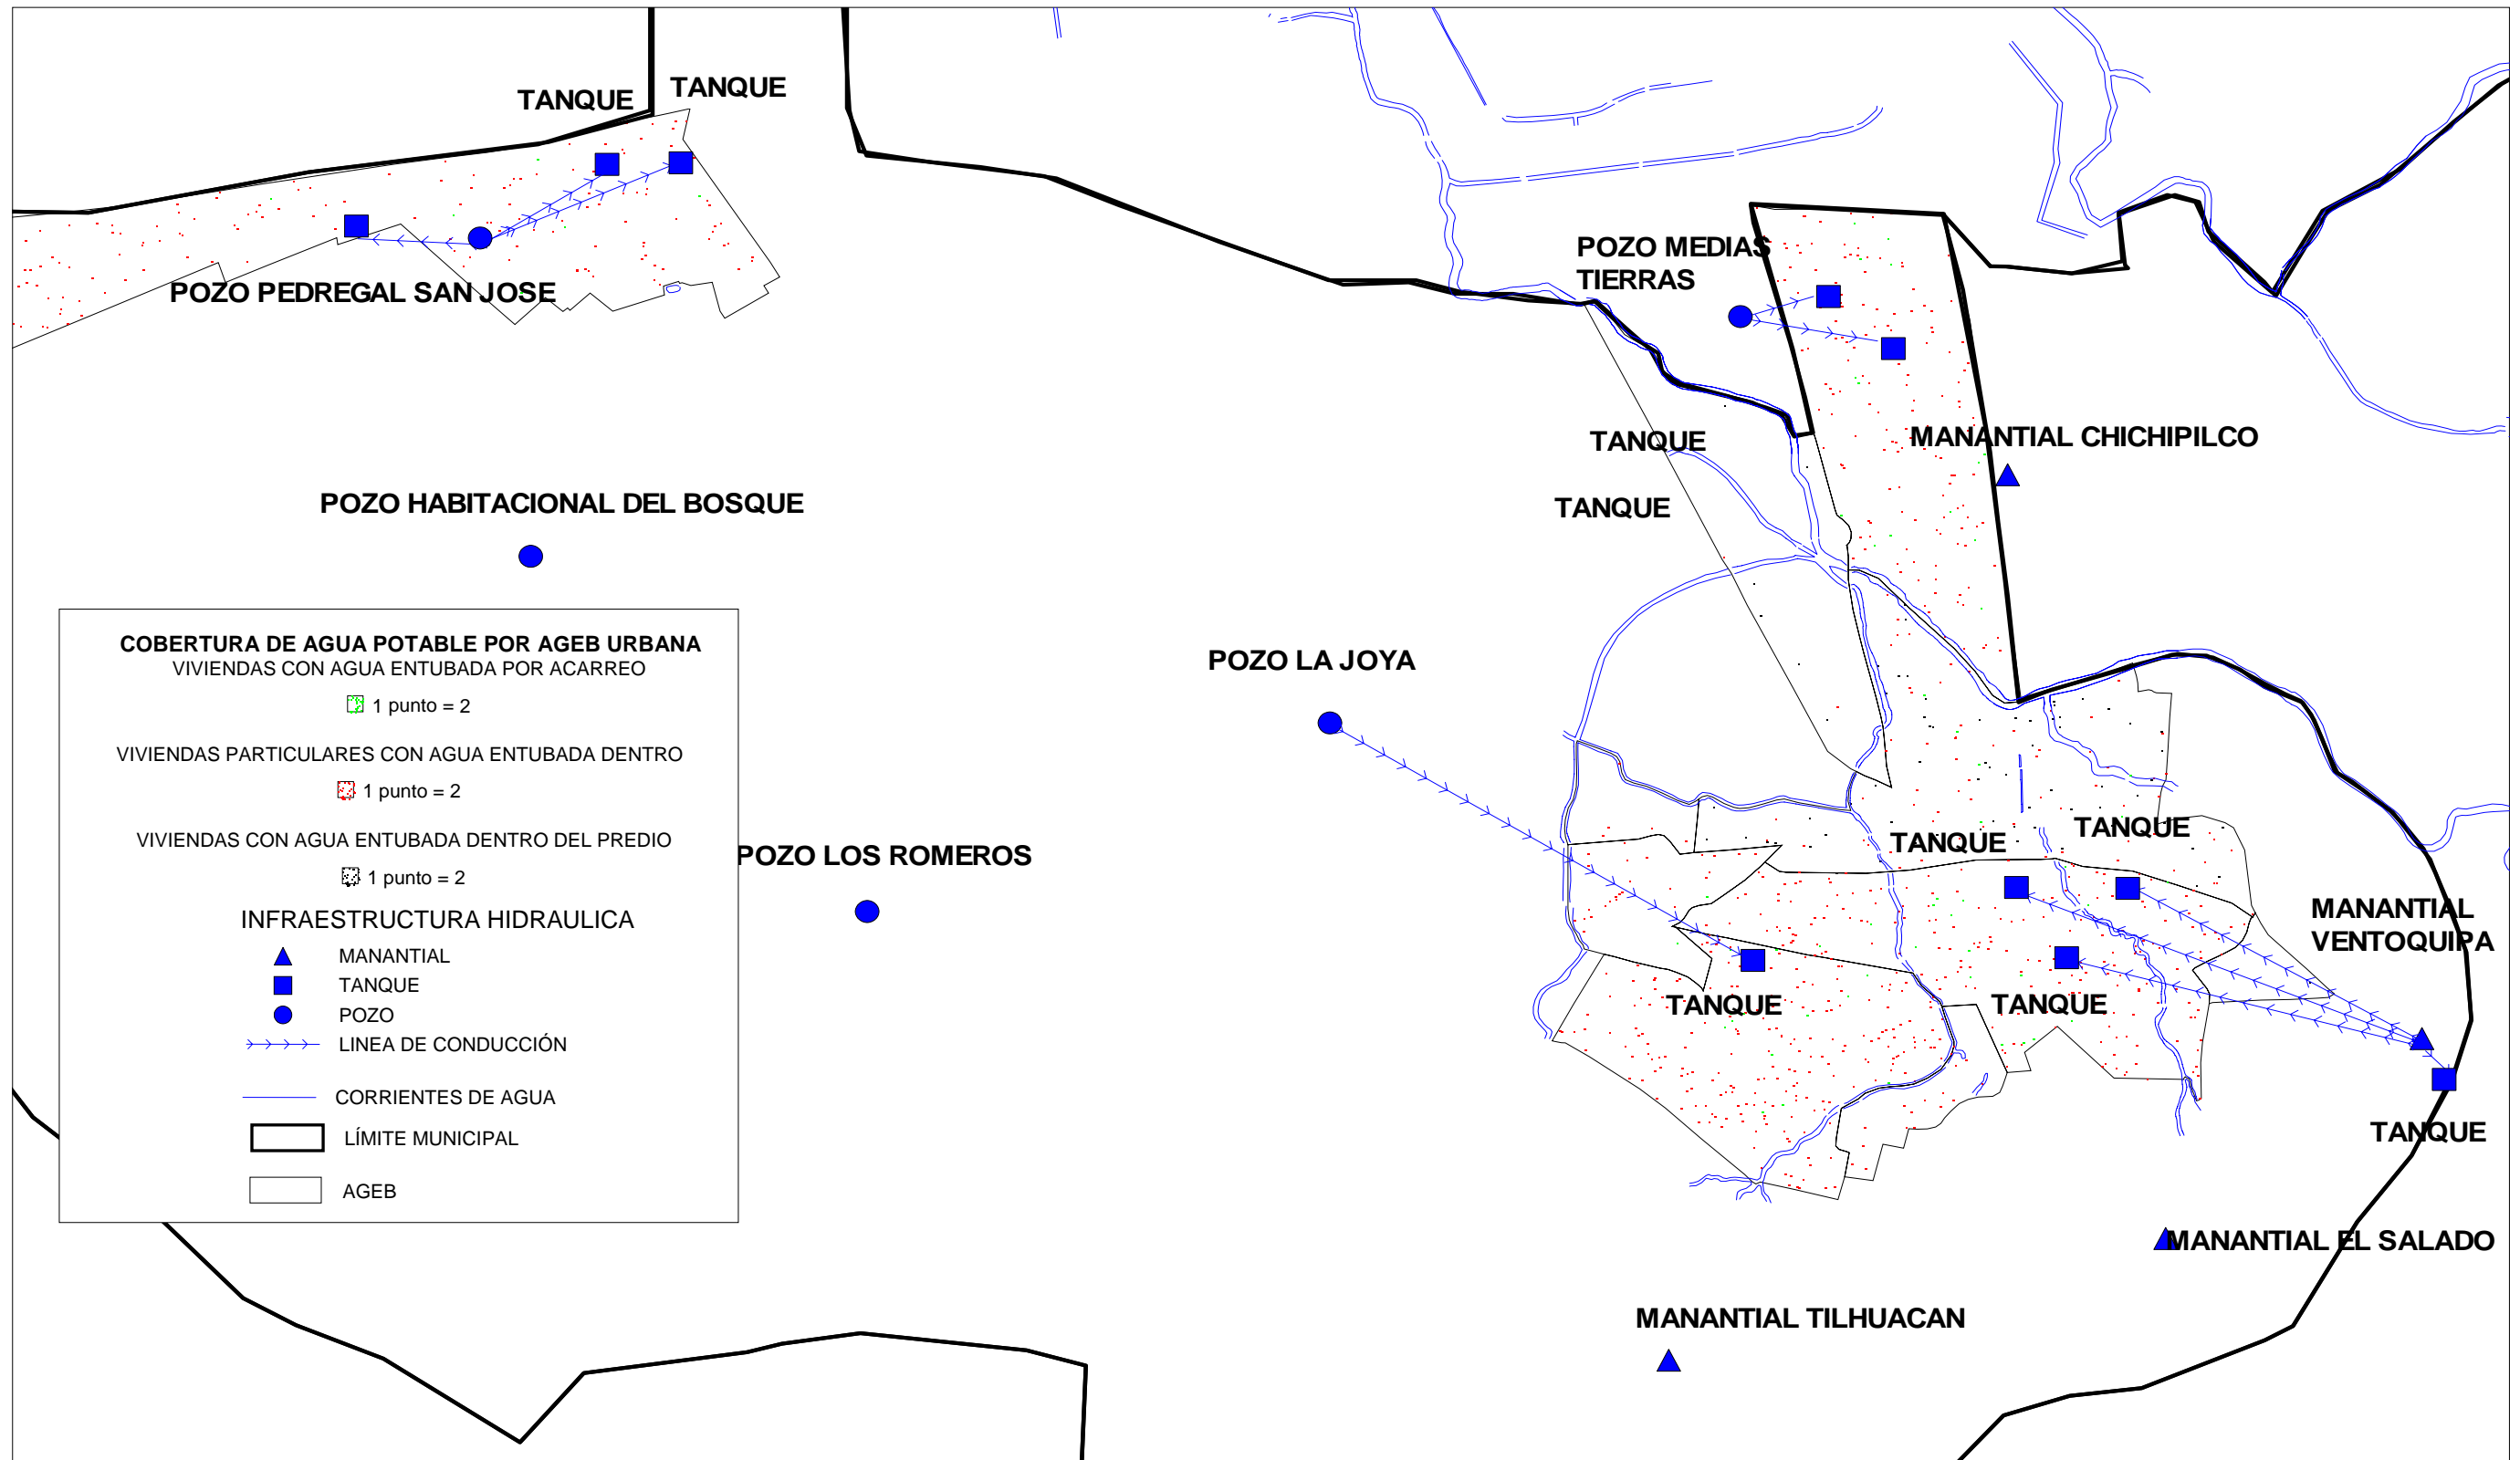 TANQUE
TANQUE
POZO PEDREGAL SAN JOSE
POZO MEDIAS
TIERRAS
TANQUE
MANANTIAL CHICHIPILCO
TANQUE
POZO HABITACIONAL DEL BOSQUE
POZO LA JOYA
POZO LOS ROMEROS
TANQUE
TANQUE
MANANTIAL
VENTOQUIPA
TANQUE
TANQUE
TANQUE
MANANTIAL EL SALADO
MANANTIAL TILHUACAN
COBERTURA DE AGUA POTABLE POR AGEB URBANA
VIVIENDAS CON AGUA ENTUBADA POR ACARREO
1 punto = 2
VIVIENDAS PARTICULARES CON AGUA ENTUBADA DENTRO
1 punto = 2
VIVIENDAS CON AGUA ENTUBADA DENTRO DEL PREDIO
1 punto = 2
INFRAESTRUCTURA HIDRAULICA
MANANTIAL
TANQUE
POZO
LINEA DE CONDUCCIÓN
CORRIENTES DE AGUA
LÍMITE MUNICIPAL
AGEB